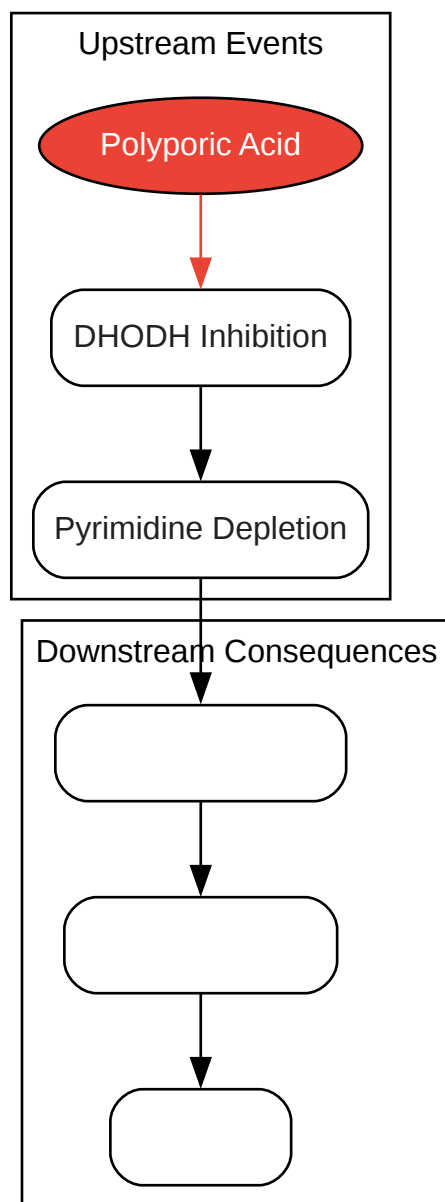 Upstream Events
Polyporic Acid
DHODH Inhibition
Pyrimidine Depletion
Downstream Consequences